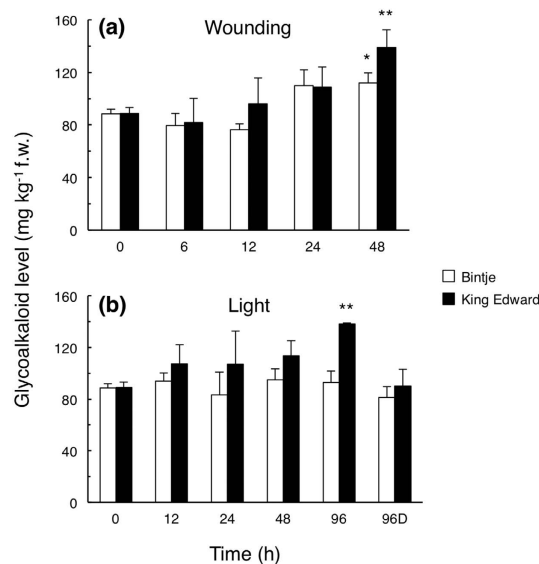 (a) Wounding
**
*
160
120
80
40
0
0 6 12 24 48
Glycoalkaloid level (mg kg⁻¹ f.w.)
Bintje
King Edward
(b) Light
**
160
120
80
40
0
0 12 24 48 96 96D
Time (h)